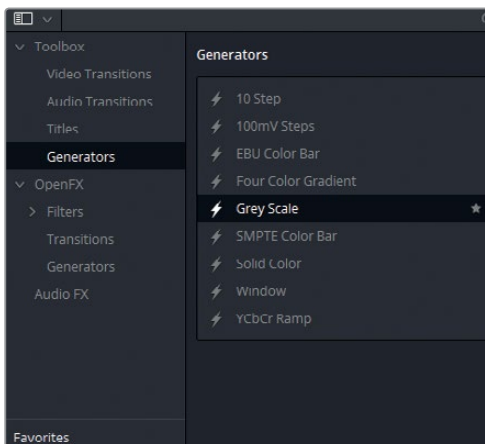 Toolbox
Video Transitions
Audio Transitions
Titles
Generators
OpenFX
Filters
Transitions
Generators
Audio FX
Favorites
Generators
10 Step
100mV Steps
EBU Color Bar
Four Color Gradient
Grey Scale
SMPTE Color Bar
Solid Color
Window
YCbCr Ramp